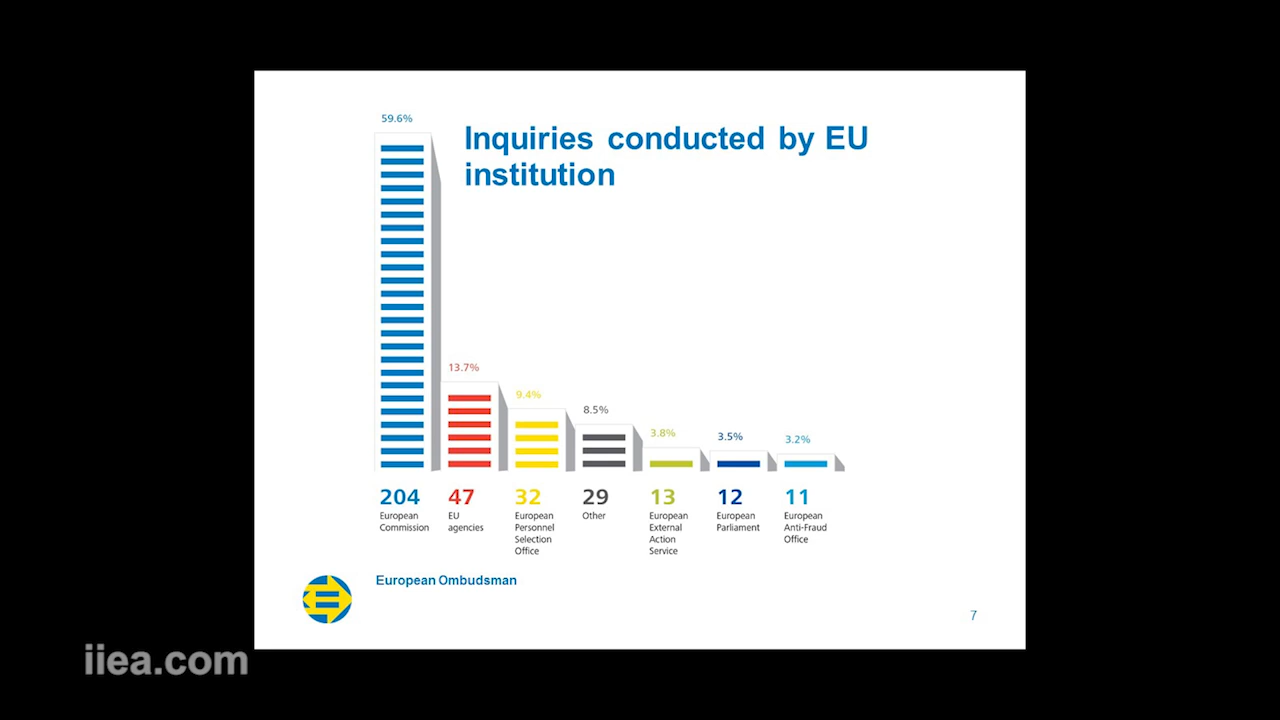 59.6%
Inquiries conducted by EU
institution
13.7%
9.4%
8.5%
3.8%
3.5%
3.2%
204
European
Commission
47
EU
agencies
32
European
Personnel
Selection
Office
29
Other
13
European
External
Action
Service
12
European
Parliament
11
European
Anti-Fraud
Office
European Ombudsman
7
iiea.com